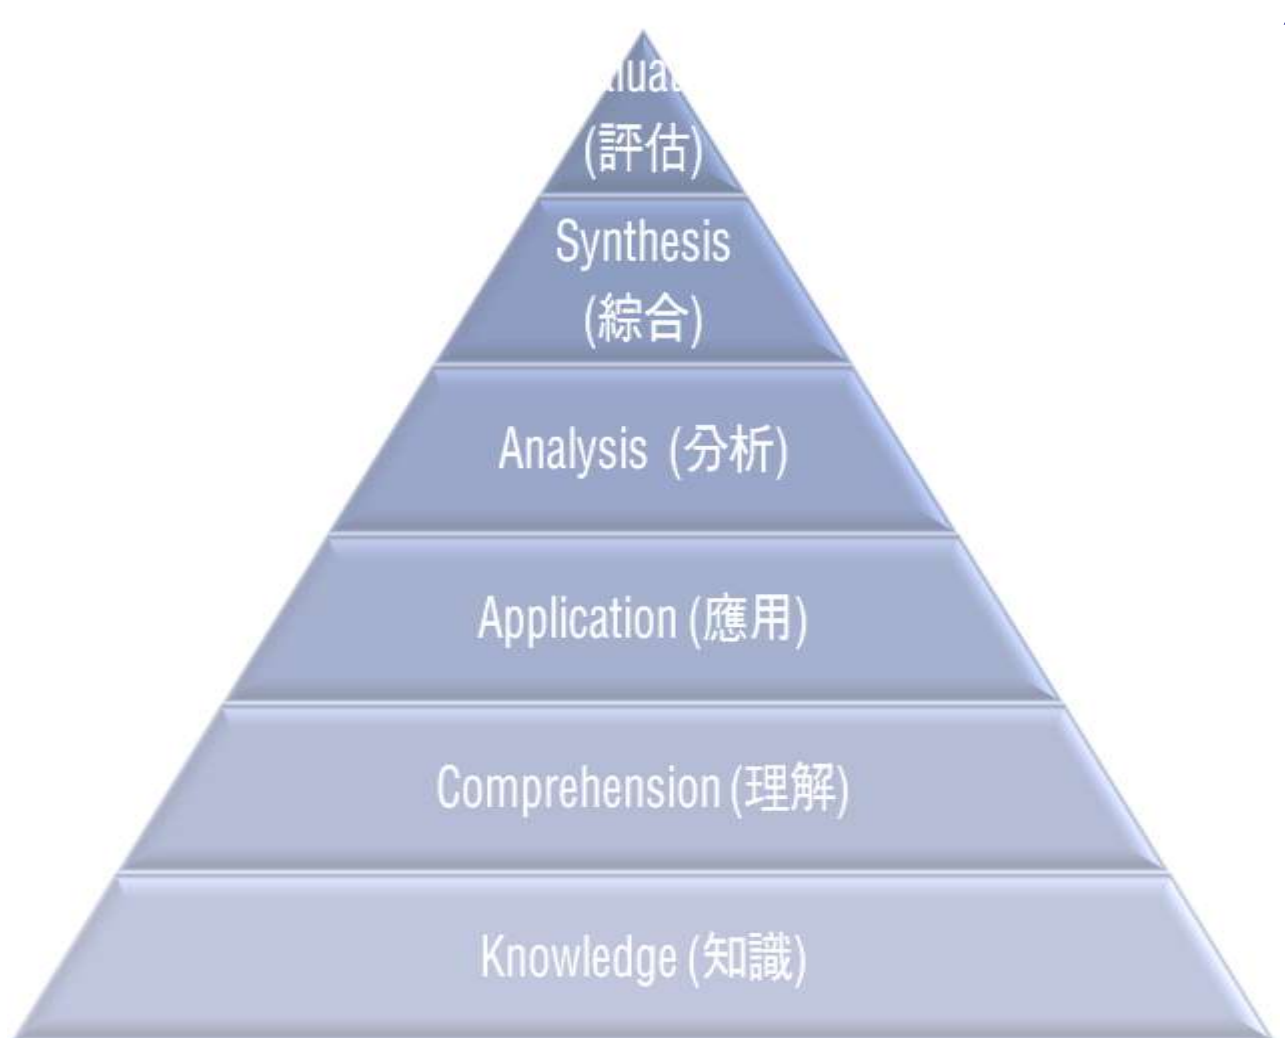 (評估)
Synthesis
(綜合)
Analysis (分析)
Application (應用)
Comprehension (理解)
Knowledge (知識)